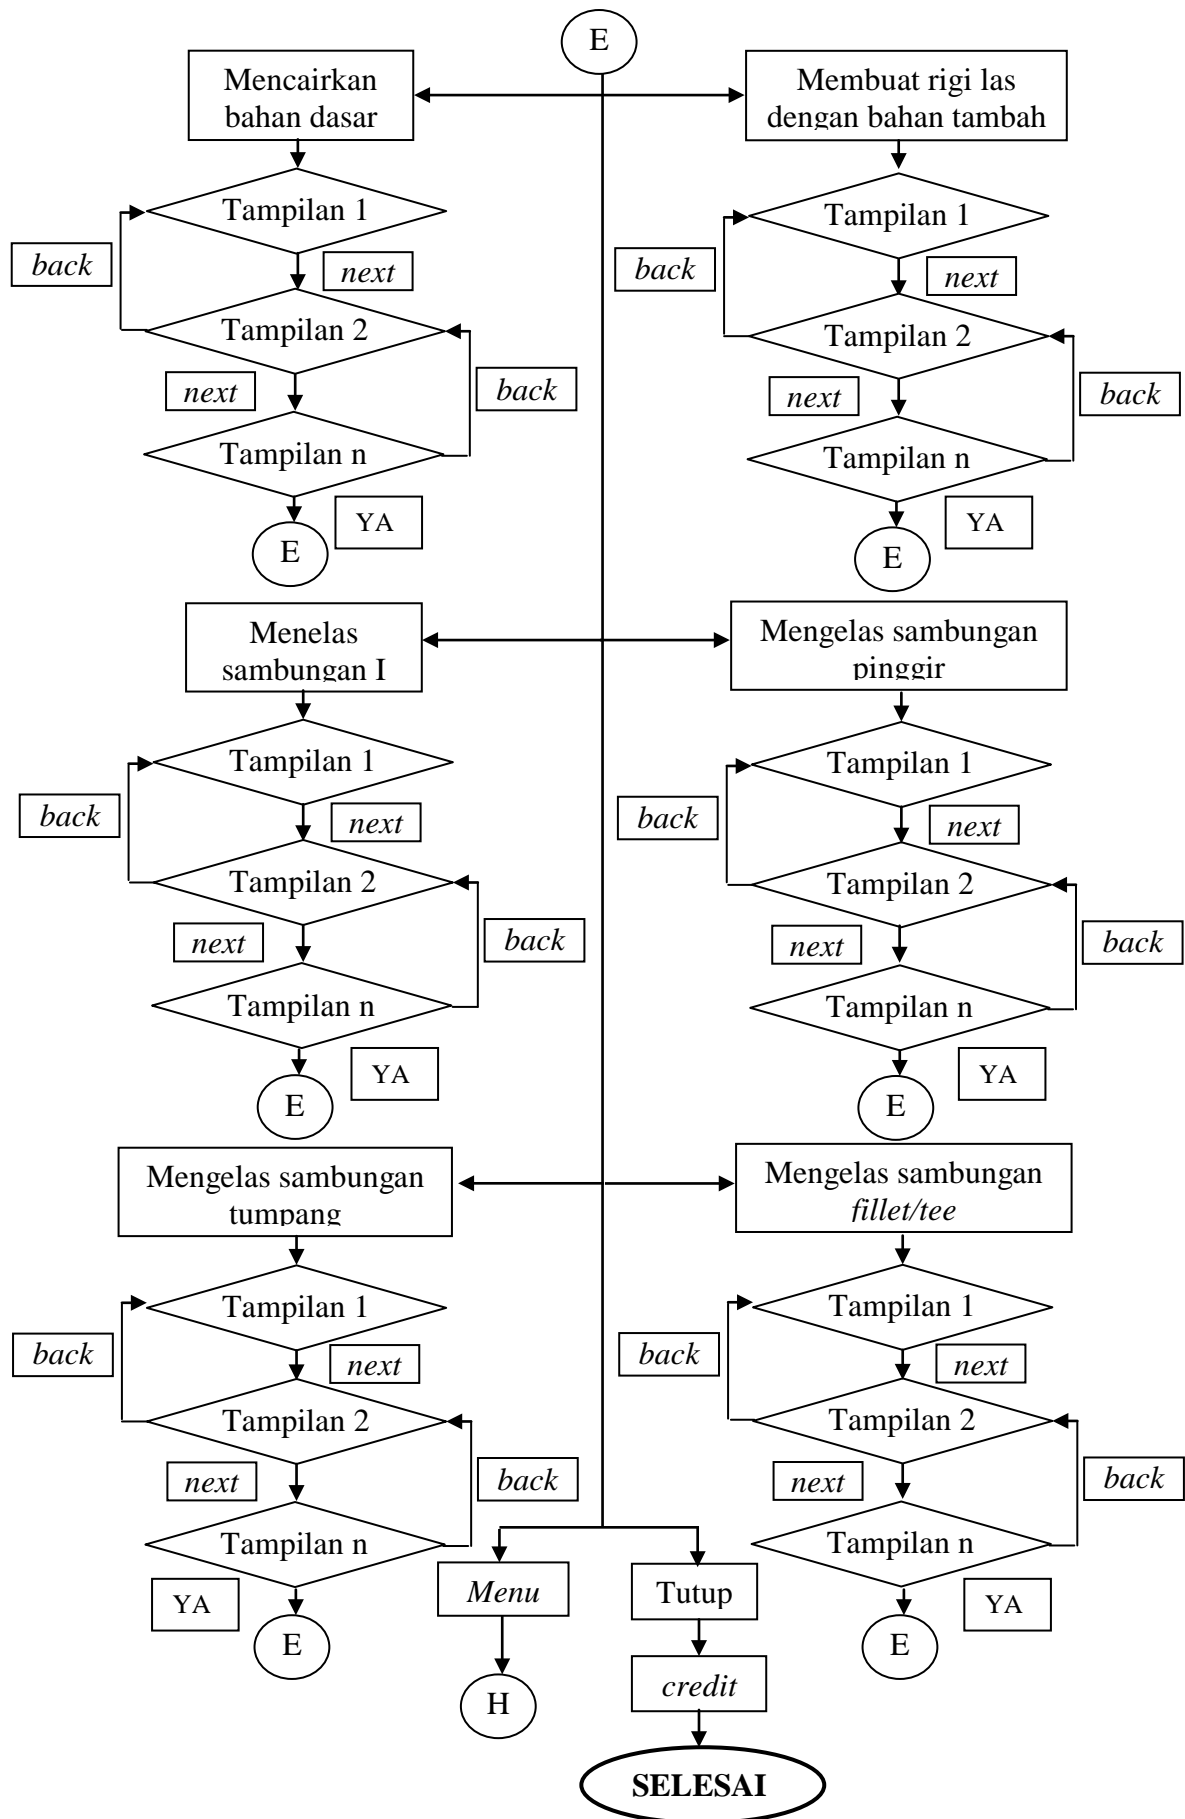 E
Mencairkan
bahan dasar
Tampilan 1
back
next
Tampilan 2
next
back
Tampilan n
YA
E
Membuat rigi las
dengan bahan tambah
Tampilan 1
back
next
Tampilan 2
next
back
Tampilan n
YA
E
Menelas
sambungan I
Tampilan 1
back
next
Tampilan 2
next
back
Tampilan n
YA
E
Mengelas sambungan
pinggir
Tampilan 1
back
next
Tampilan 2
next
back
Tampilan n
YA
E
Mengelas sambungan
tumpang
Tampilan 1
back
next
Tampilan 2
next
back
Tampilan n
YA
E
Mengelas sambungan
fillet/tee
Tampilan 1
back
next
Tampilan 2
next
back
Tampilan n
YA
E
Menu
H
Tutup
credit
SELESAI